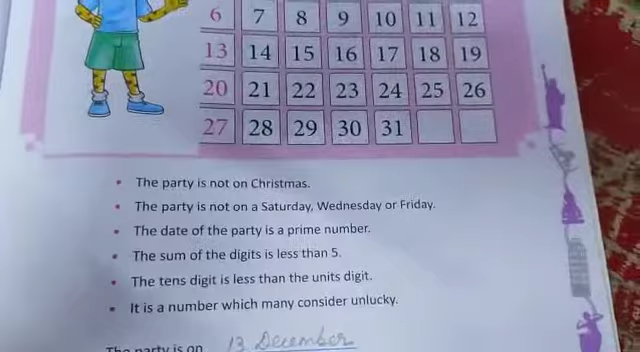 6 7 8 9 10 11 12
13 14 15 16 17 18 19
20 21 22 23 24 25 26
27 28 29 30 31
• The party is not on Christmas.
• The party is not on a Saturday, Wednesday or Friday.
• The date of the party is a prime number.
• The sum of the digits is less than 5.
• The tens digit is less than the units digit.
• It is a number which many consider unlucky.
The party is on 13 December